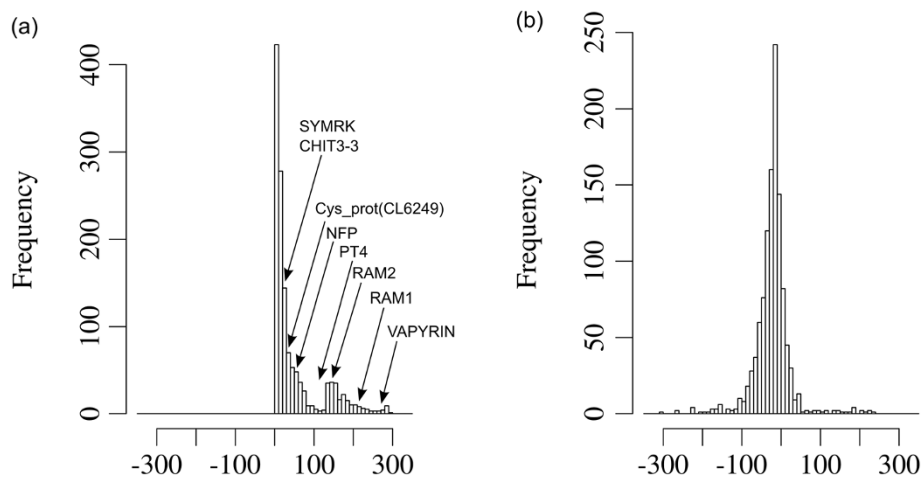 (a)
Frequency
0 100 200 300 400
SYMRK
CHIT3-3
Cys_prot(CL6249)
NFP
PT4
RAM2
RAM1
VAPYRIN
-300 -100 100 300
(b)
Frequency
0 50 100 150 200 250
-300 -100 100 300